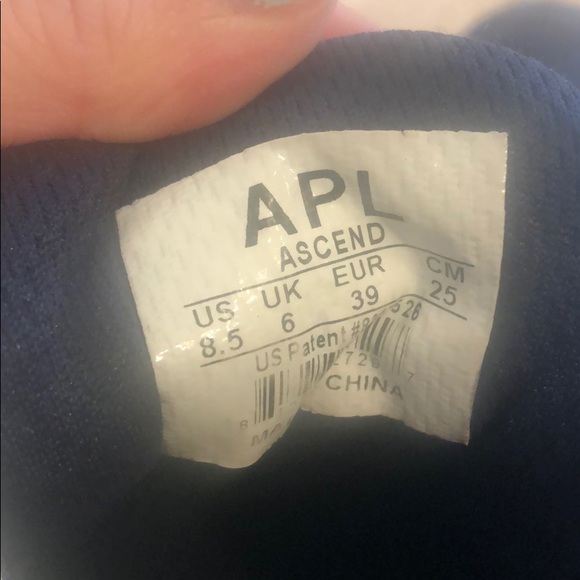 APL
ASCEND
US UK EUR CM
8.5 6 39 25
US Patent
CHINA